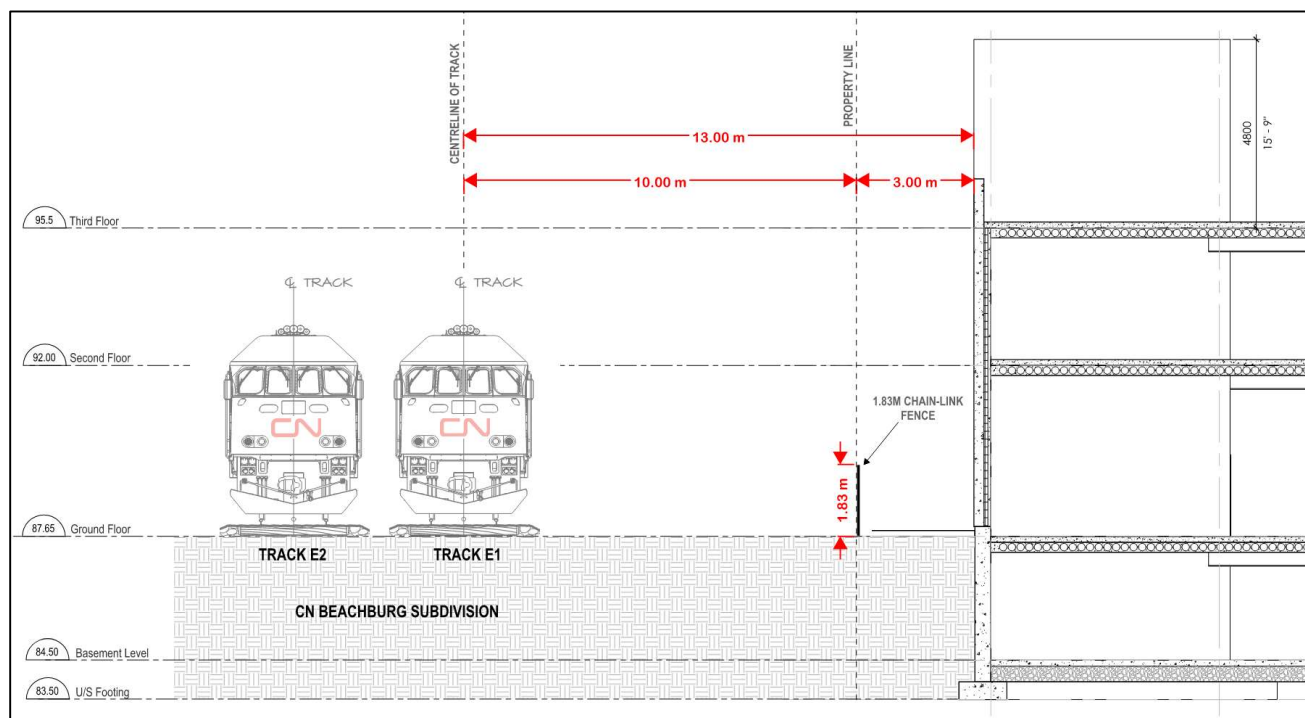 CENTRELINE OF TRACK
PROPERTY LINE
13.00 m
4800
15' - 9"
10.00 m
3.00 m
95.5 Third Floor
℄ TRACK
℄ TRACK
92.00 Second Floor
1.83M CHAIN-LINK
FENCE
CN
CN
1.83 m
87.65 Ground Floor
TRACK E2
TRACK E1
CN BEACHBURG SUBDIVISION
84.50 Basement Level
83.50 U/S Footing